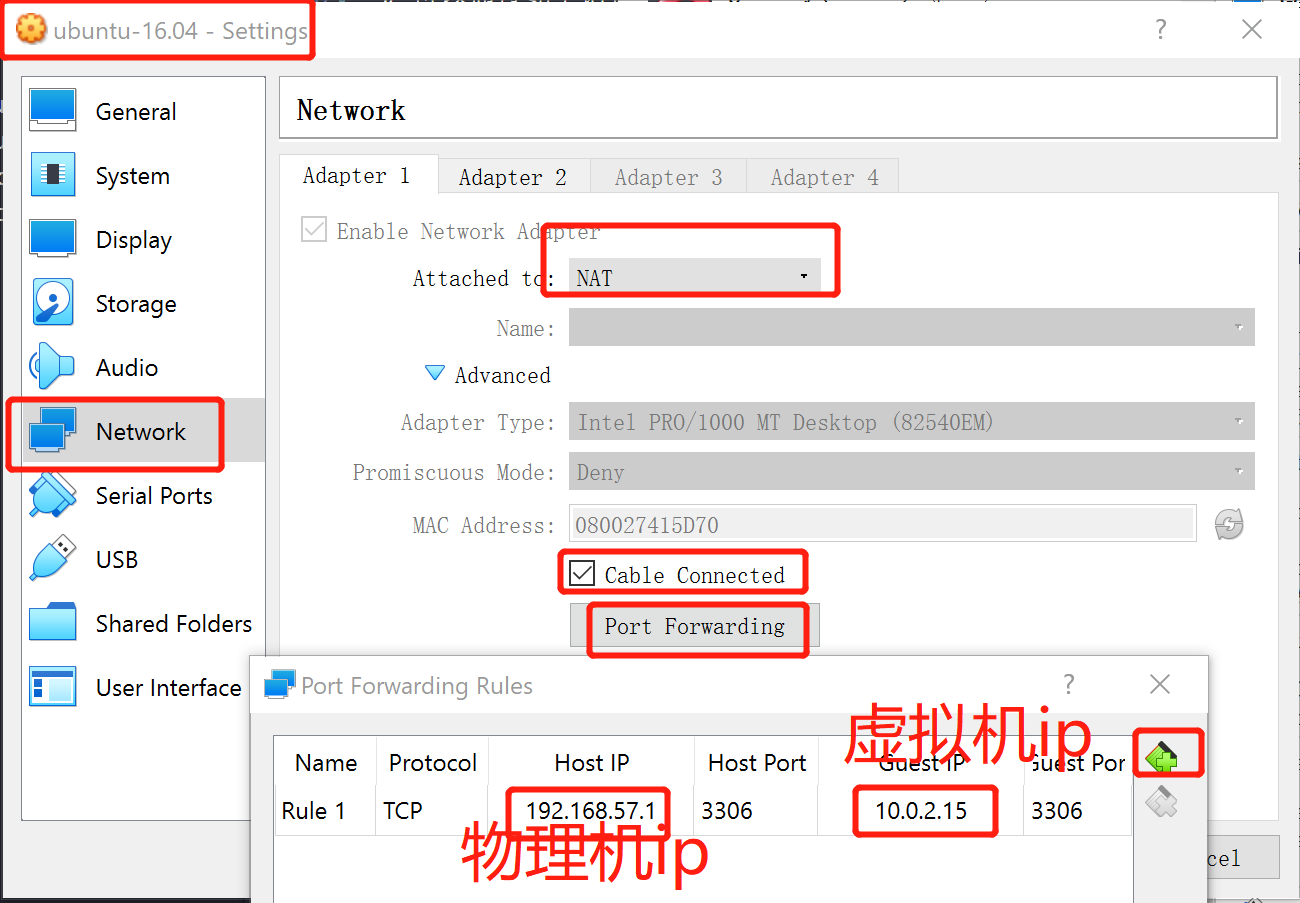 ubuntu-16.04 - Settings
?
General
System
Display
Storage
Audio
Network
Serial Ports
USB
Shared Folders
User Interface
Network
Adapter 1 Adapter 2 Adapter 3 Adapter 4
Enable Network Adapter
Attached to: NAT
Name:
Advanced
Adapter Type: Intel PRO/1000 MT Desktop (82540EM)
Promiscuous Mode: Deny
MAC Address: 080027415D70
Cable Connected
Port Forwarding
Port Forwarding Rules
?
虚拟机ip
Name Protocol Host IP Host Port Guest IP Guest Por
Rule 1 TCP 192.168.57.1 3306 10.0.2.15 3306
物理机ip
cel